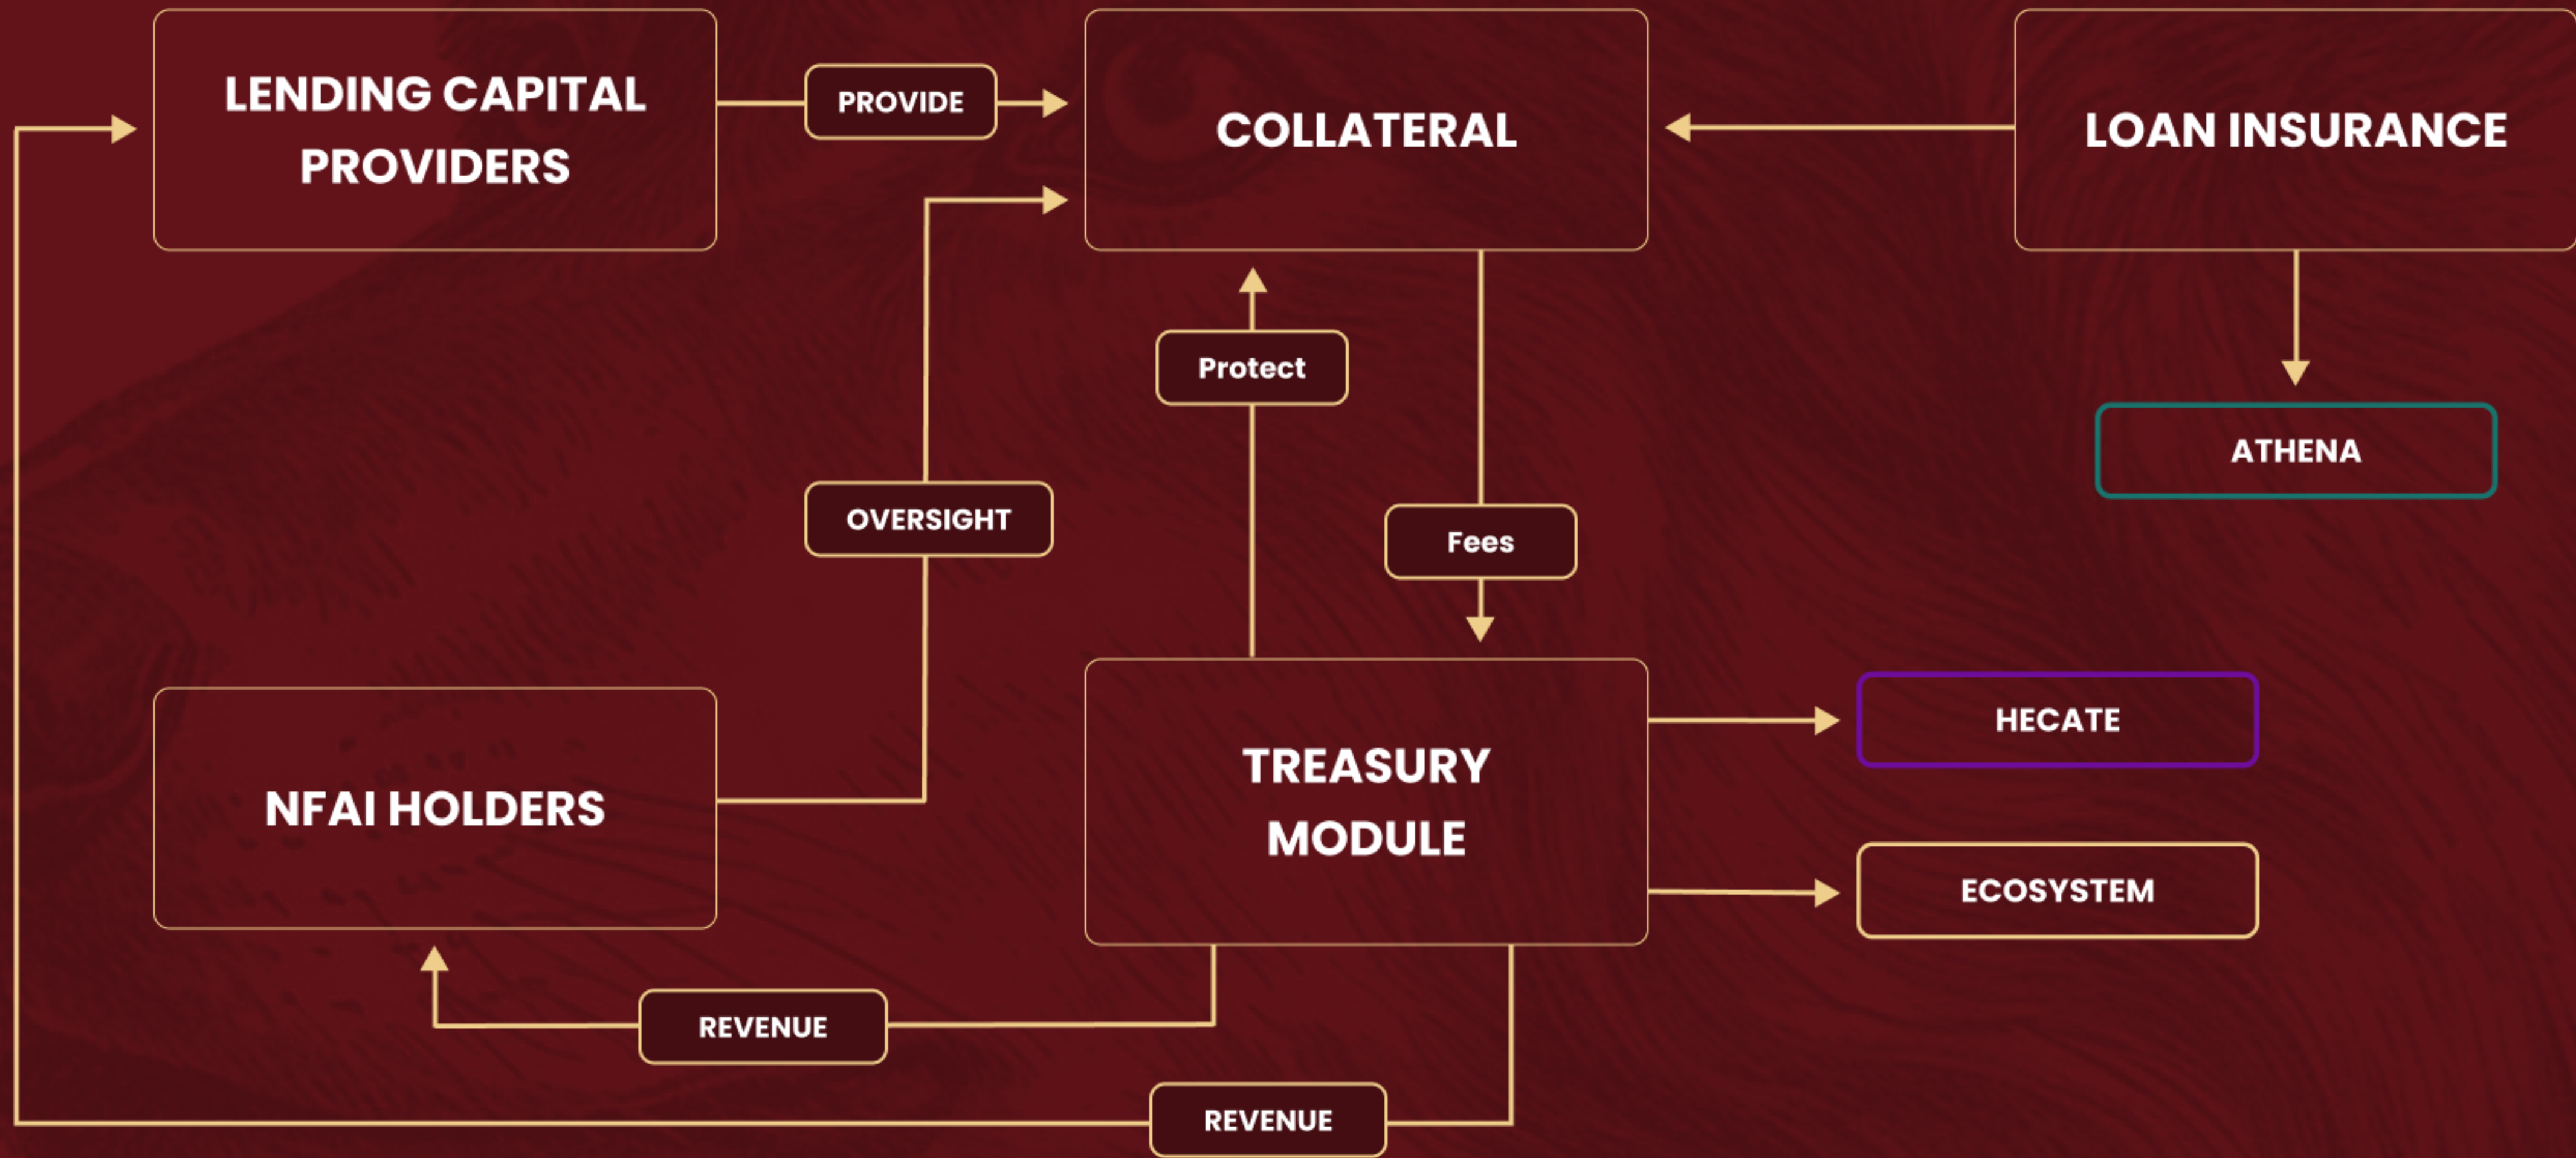 LENDING CAPITAL
PROVIDERS
PROVIDE
COLLATERAL
LOAN INSURANCE
Protect
ATHENA
OVERSIGHT
Fees
NFAI HOLDERS
TREASURY
MODULE
HECATE
ECOSYSTEM
REVENUE
REVENUE